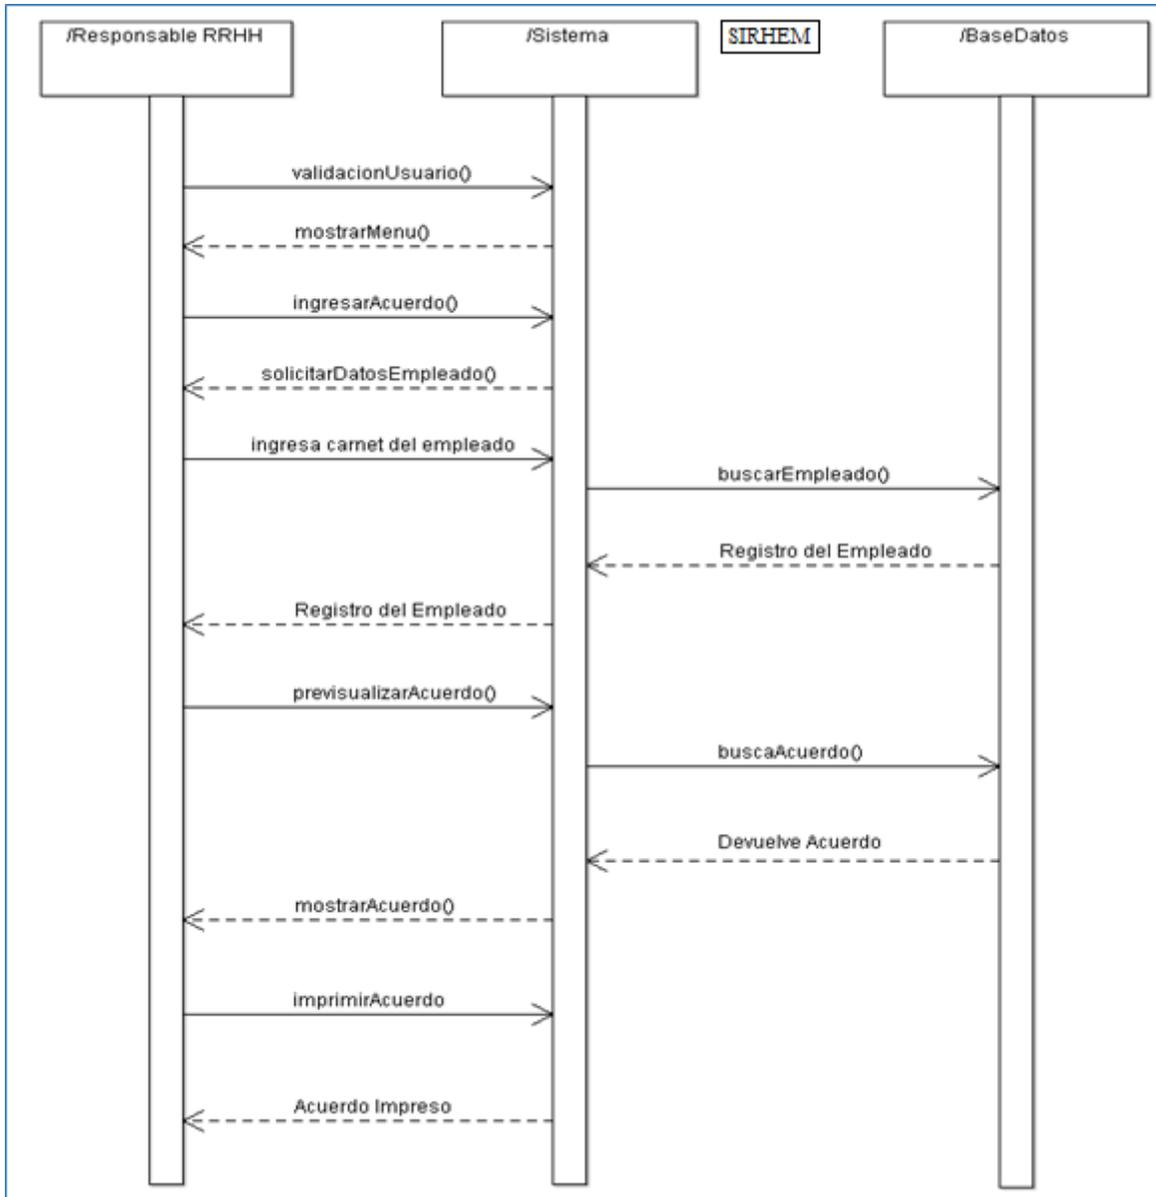 /Responsable RRHH
/Sistema
SIRHEM
/BaseDatos
validacionUsuario()
mostrarMenu()
ingresarAcuerdo()
solicitarDatosEmpleado()
ingresa carnet del empleado
buscarEmpleado()
Registro del Empleado
Registro del Empleado
previsualizarAcuerdo()
buscaAcuerdo()
Devuelve Acuerdo
mostrarAcuerdo()
imprimirAcuerdo
Acuerdo Impreso